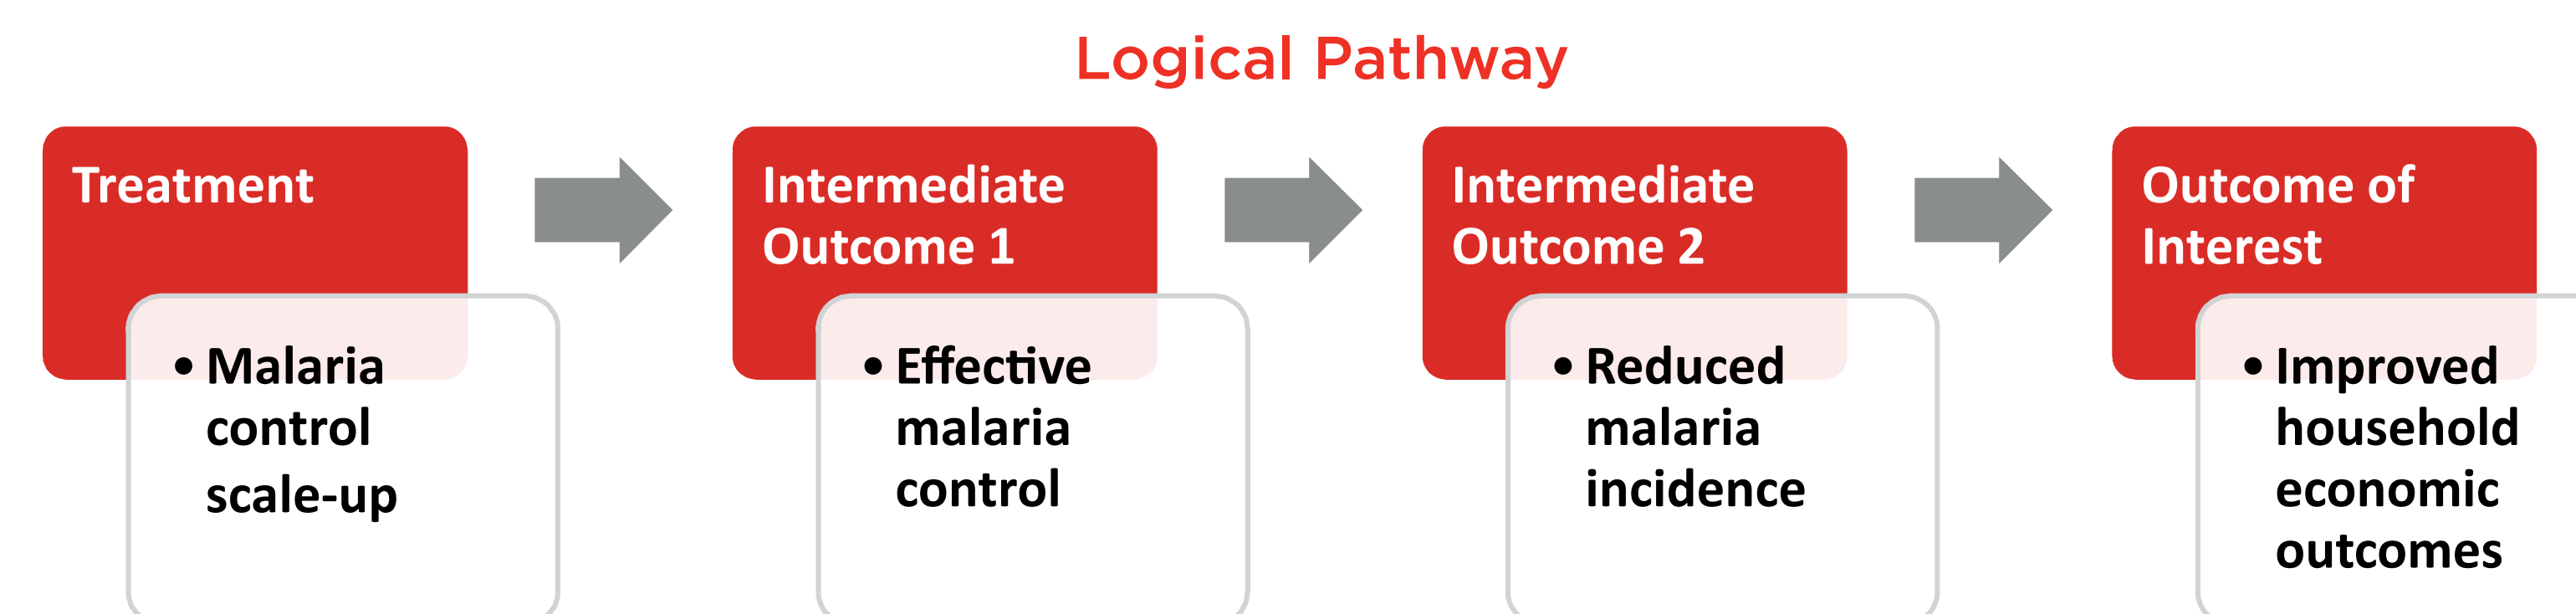 Logical Pathway
Treatment
• Malaria
control
scale-up
Intermediate
Outcome 1
• Effective
malaria
control
Intermediate
Outcome 2
• Reduced
malaria
incidence
Outcome of
Interest
• Improved
household
economic
outcomes